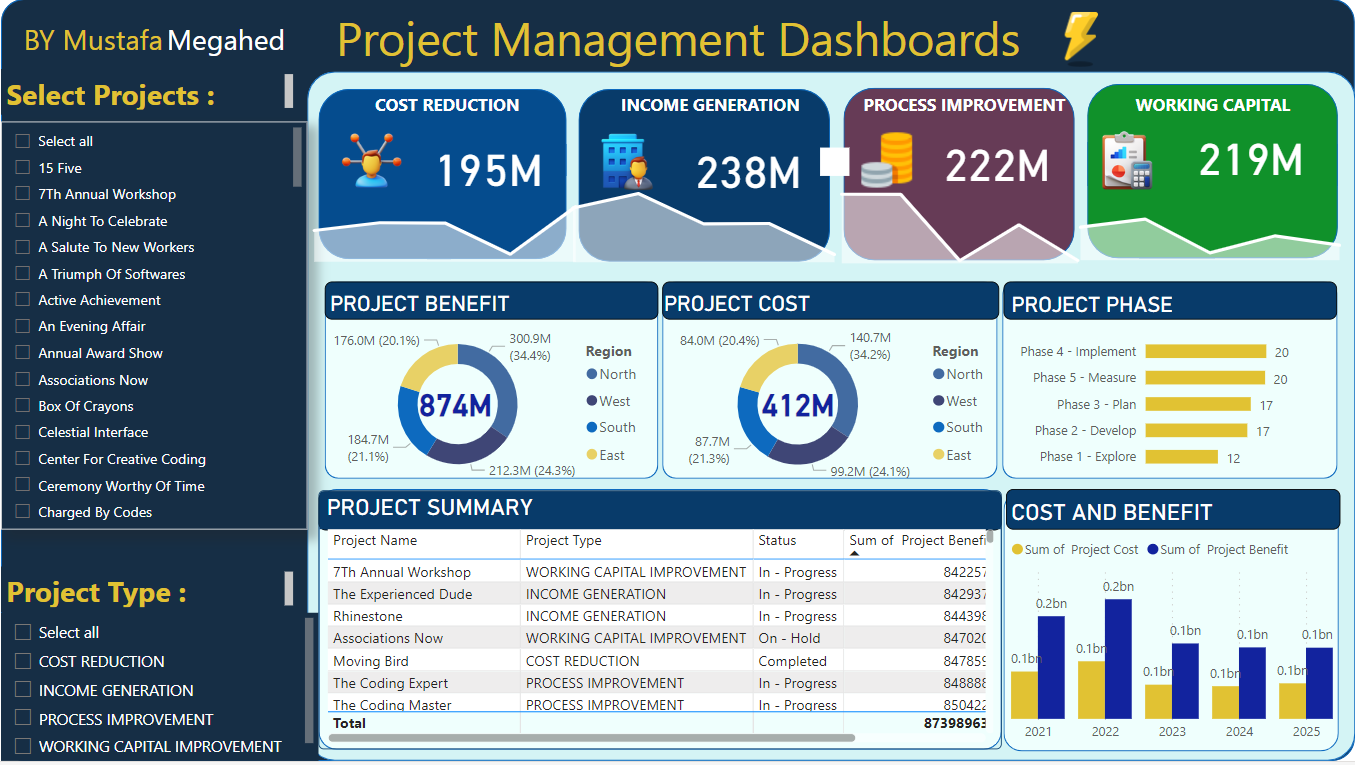 BY Mustafa Megahed
Project Management Dashboards
Select Projects :
Select all
15 Five
7Th Annual Workshop
A Night To Celebrate
A Salute To New Workers
A Triumph Of Softwares
Active Achievement
An Evening Affair
Annual Award Show
Associations Now
Box Of Crayons
Celestial Interface
Center For Creative Coding
Ceremony Worthy Of Time
Charged By Codes
Project Type :
Select all
COST REDUCTION
INCOME GENERATION
PROCESS IMPROVEMENT
WORKING CAPITAL IMPROVEMENT
COST REDUCTION
195M
INCOME GENERATION
238M
PROCESS IMPROVEMENT
222M
WORKING CAPITAL
219M
PROJECT BENEFIT
176.0M (20.1%)
300.9M
(34.4%)
874M
184.7M
(21.1%)
212.3M (24.3%)
Region
North
West
South
East
PROJECT COST
84.0M (20.4%)
140.7M
(34.2%)
412M
87.7M
(21.3%)
99.2M (24.1%)
Region
North
West
South
East
PROJECT PHASE
Phase 4 - Implement 20
Phase 5 - Measure 20
Phase 3 - Plan 17
Phase 2 - Develop 17
Phase 1 - Explore 12
PROJECT SUMMARY
Project Name Project Type Status Sum of Project Benefi
7Th Annual Workshop WORKING CAPITAL IMPROVEMENT In - Progress 842257
The Experienced Dude INCOME GENERATION In - Progress 842937
Rhinestone INCOME GENERATION In - Progress 844398
Associations Now WORKING CAPITAL IMPROVEMENT On - Hold 847020
Moving Bird COST REDUCTION Completed 847859
The Coding Expert PROCESS IMPROVEMENT In - Progress 848888
The Coding Master PROCESS IMPROVEMENT In - Progress 850422
Total 87398963
COST AND BENEFIT
Sum of Project Cost Sum of Project Benefit
0.1bn 0.2bn 0.1bn 0.2bn 0.1bn 0.1bn 0.1bn 0.1bn 0.1bn 0.1bn
2021 2022 2023 2024 2025